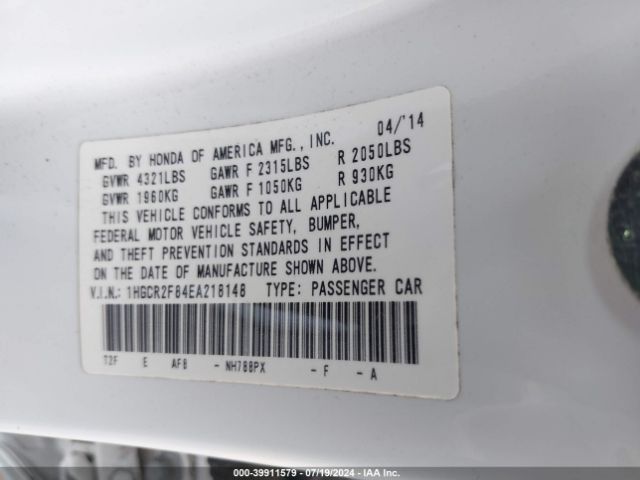 04/'14
MFD. BY HONDA OF AMERICA MFG., INC.
GVWR 4321LBS GAWR F 2315LBS R 2050LBS
GVWR 1960KG GAWR F 1050KG R 930KG
THIS VEHICLE CONFORMS TO ALL APPLICABLE
FEDERAL MOTOR VEHICLE SAFETY, BUMPER,
AND THEFT PREVENTION STANDARDS IN EFFECT
ON THE DATE OF MANUFACTURE SHOWN ABOVE.
V.I.N.: 1HGCR2F84EA218148 TYPE: PASSENGER CAR
T2F E AFB - NH788PX - F - A
000-39911579 / 07/19/2024 / IAAI